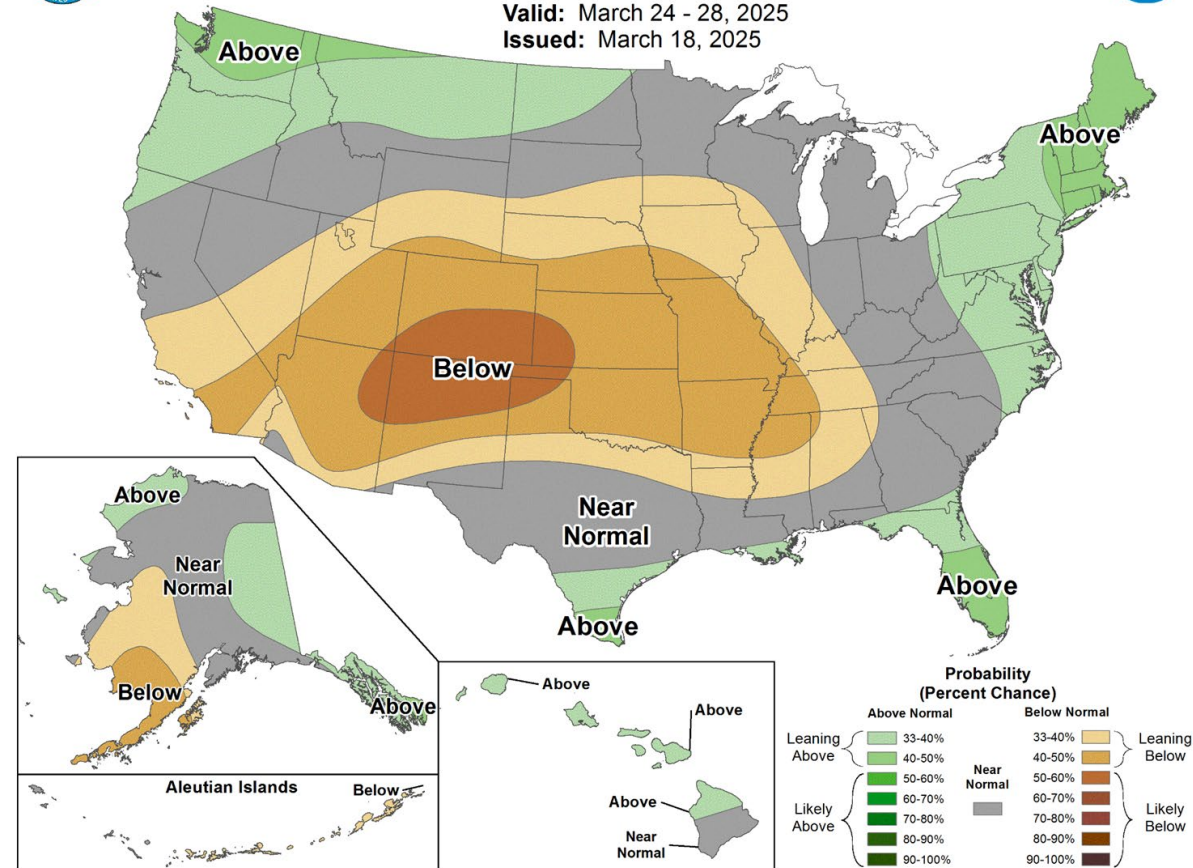 Valid: March 24 - 28, 2025
Issued: March 18, 2025
Above
Above
Below
Near
Normal
Above
Above
Above
Near
Normal
Below
Above
Aleutian Islands
Below
Above
Above
Above
Near
Normal
Probability
(Percent Chance)
Above Normal
Below Normal
Leaning
Above
33-40%
40-50%
50-60%
60-70%
70-80%
80-90%
90-100%
Likely
Above
Near
Normal
33-40%
40-50%
50-60%
60-70%
70-80%
80-90%
90-100%
Leaning
Below
Likely
Below